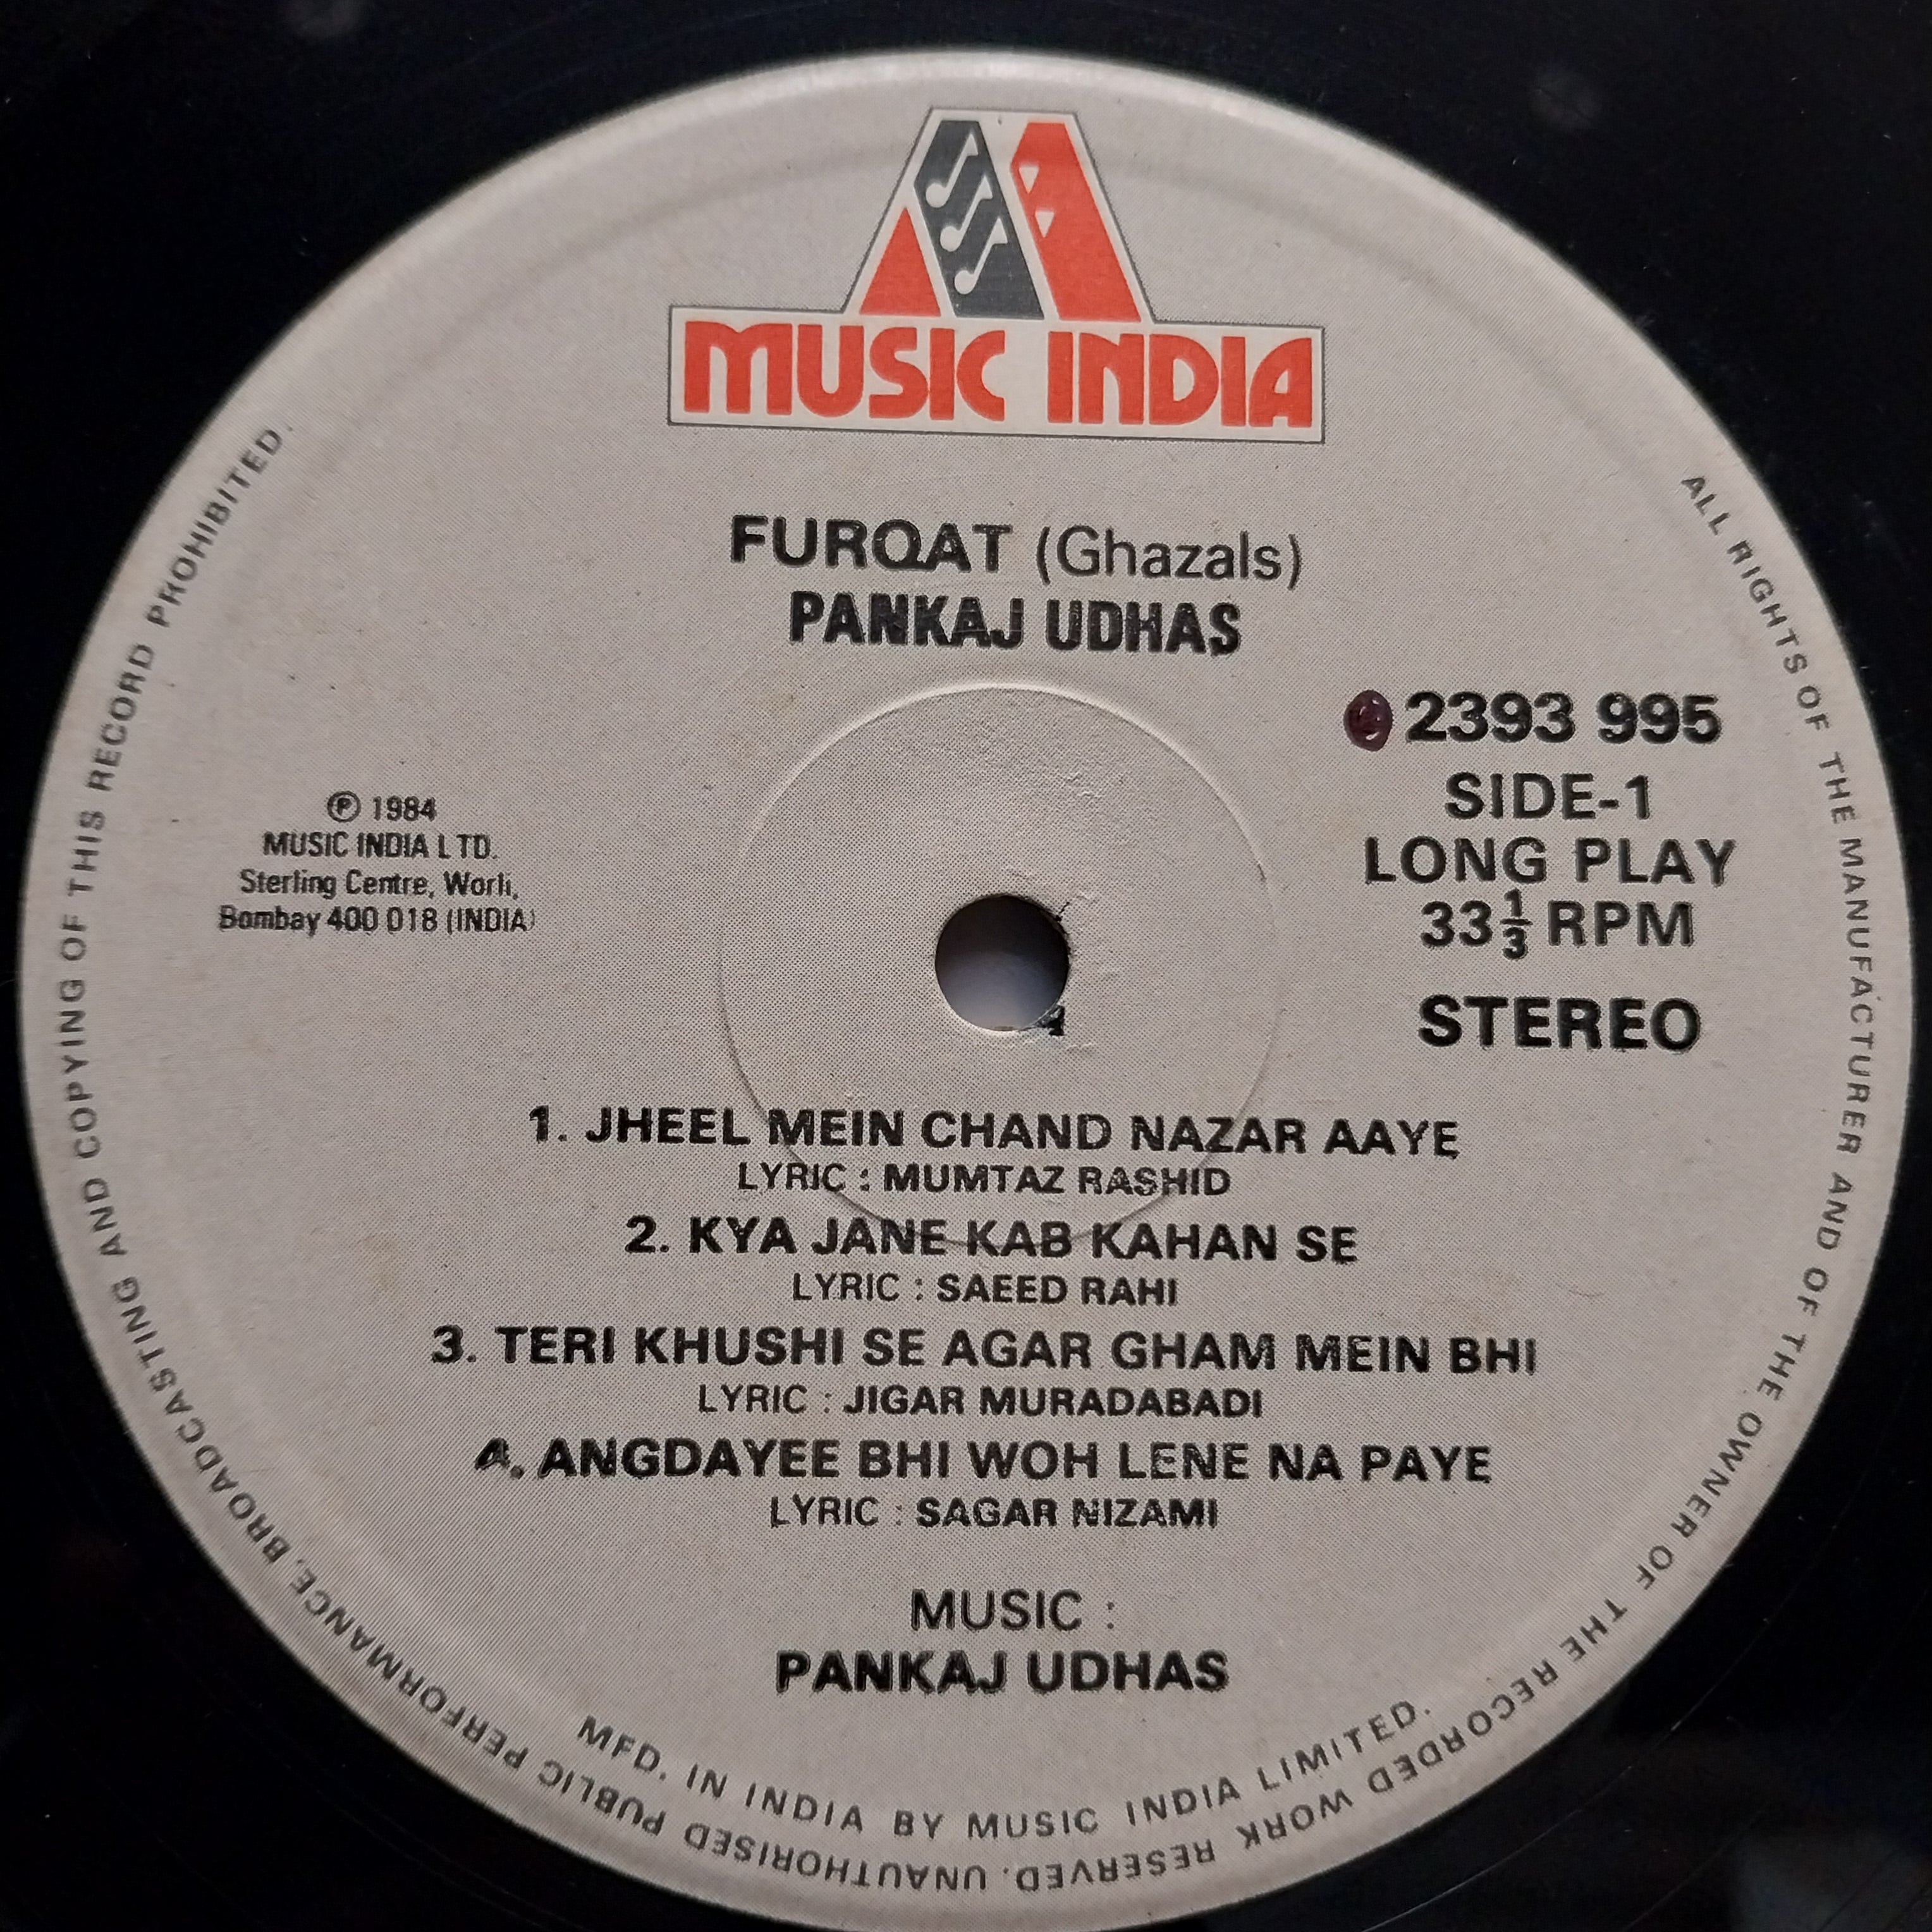 MUSIC INDIA
FURQAT (Ghazals)
PANKAJ UDHAS
2393 995
SIDE-1
LONG PLAY
33 1/3 RPM
STEREO
℗ 1984
MUSIC INDIA LTD.
Sterling Centre, Worli,
Bombay 400 018 (INDIA)
1. JHEEL MEIN CHAND NAZAR AAYE
LYRIC : MUMTAZ RASHID
2. KYA JANE KAB KAHAN SE
LYRIC : SAEED RAHI
3. TERI KHUSHI SE AGAR GHAM MEIN BHI
LYRIC : JIGAR MURADABADI
4. ANGDAYEE BHI WOH LENE NA PAYE
LYRIC : SAGAR NIZAMI
MUSIC :
PANKAJ UDHAS
MFD. IN INDIA BY MUSIC INDIA LIMITED.
ALL RIGHTS OF THE MANUFACTURER AND OF THE OWNER OF THE RECORDED WORK RESERVED. UNAUTHORISED PUBLIC PERFORMANCE, BROADCASTING AND COPYING OF THIS RECORD PROHIBITED.